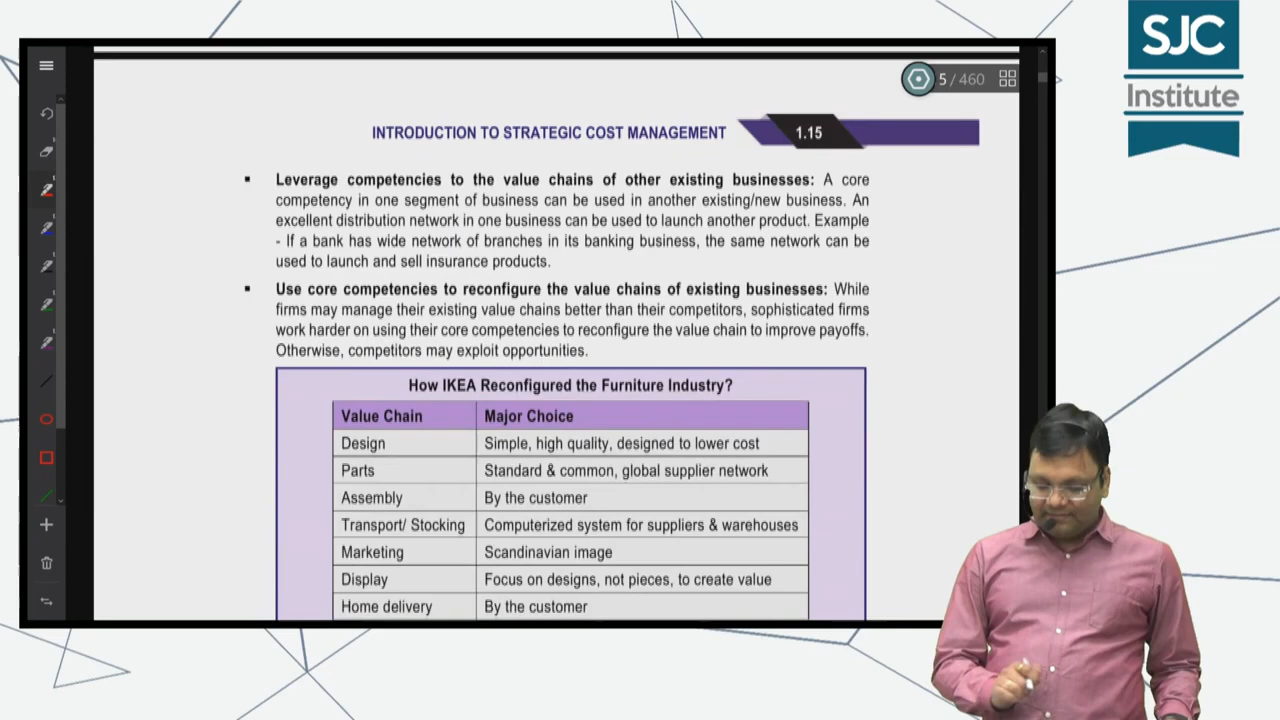 SJC
Institute
5 / 460
INTRODUCTION TO STRATEGIC COST MANAGEMENT 1.15
▪ Leverage competencies to the value chains of other existing businesses: A core
competency in one segment of business can be used in another existing/new business. An
excellent distribution network in one business can be used to launch another product. Example
- If a bank has wide network of branches in its banking business, the same network can be
used to launch and sell insurance products.
▪ Use core competencies to reconfigure the value chains of existing businesses: While
firms may manage their existing value chains better than their competitors, sophisticated firms
work harder on using their core competencies to reconfigure the value chain to improve payoffs.
Otherwise, competitors may exploit opportunities.
How IKEA Reconfigured the Furniture Industry?
Value Chain Major Choice
Design Simple, high quality, designed to lower cost
Parts Standard & common, global supplier network
Assembly By the customer
Transport/ Stocking Computerized system for suppliers & warehouses
Marketing Scandinavian image
Display Focus on designs, not pieces, to create value
Home delivery By the customer